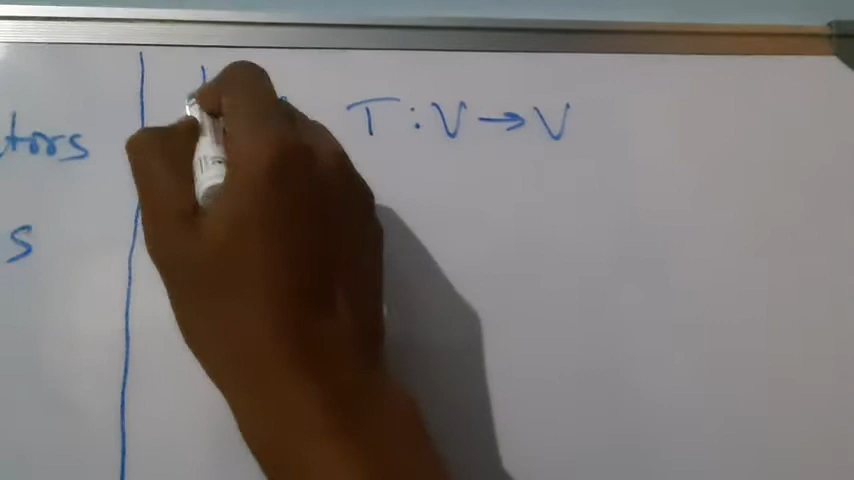 T : V → V
tors
s